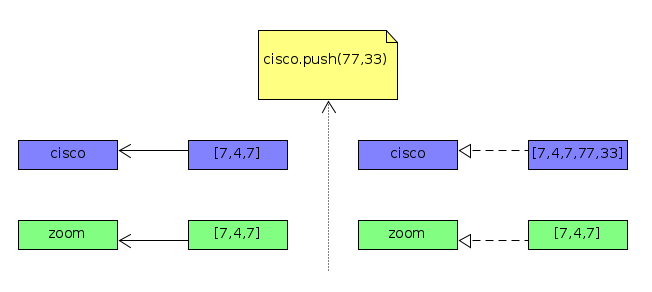 cisco.push(77,33)
cisco
[7,4,7]
cisco
[7,4,7,77,33]
zoom
[7,4,7]
zoom
[7,4,7]